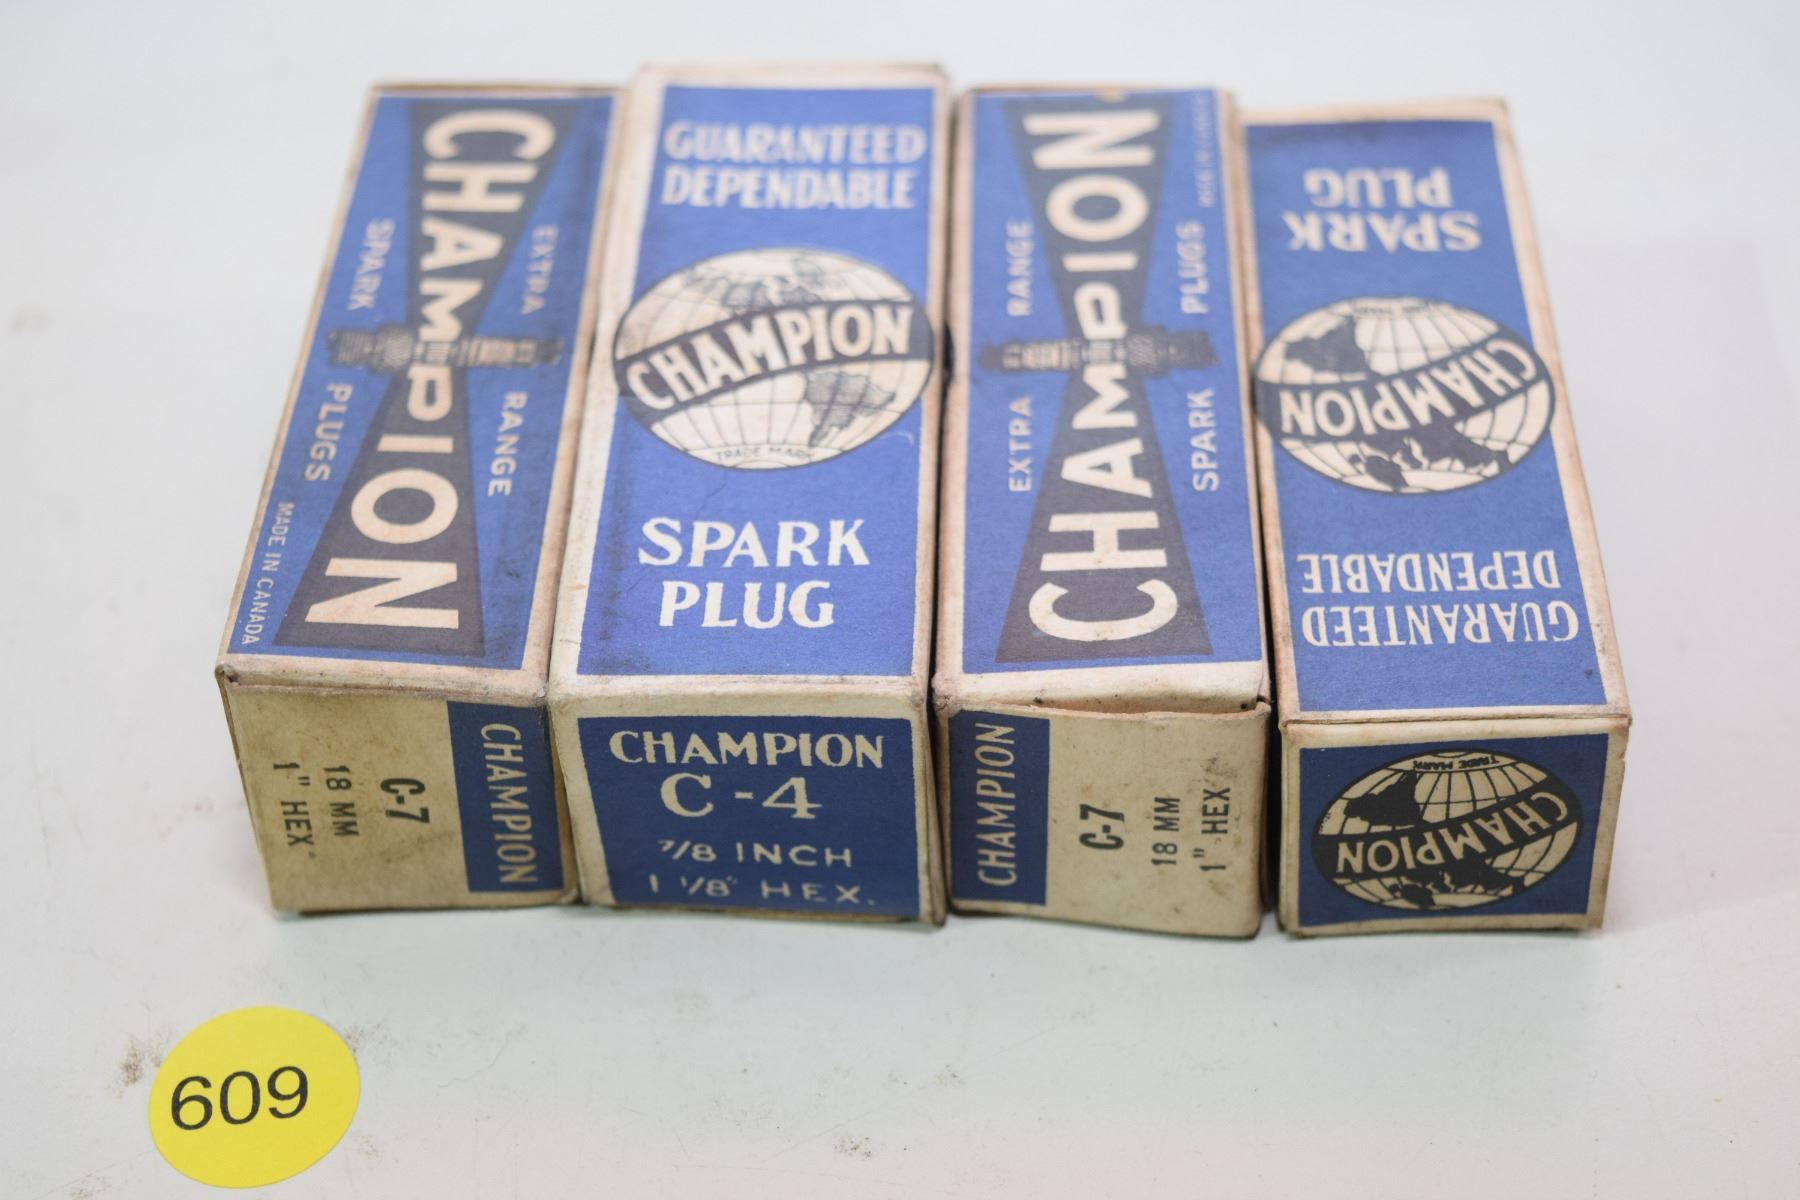 CHAMPION
EXTRA RANGE
SPARK PLUGS
MADE IN CANADA
CHAMPION
C-7
18 MM
1" HEX.
GUARANTEED
DEPENDABLE
CHAMPION
TRADE MARK
SPARK
PLUG
CHAMPION
C-4
7/8 INCH
1 1/8" HEX.
CHAMPION
EXTRA RANGE
SPARK PLUGS
CHAMPION
C-7
18 MM
1" HEX
GUARANTEED
DEPENDABLE
CHAMPION
SPARK
PLUG
CHAMPION
TRADE MARK
609